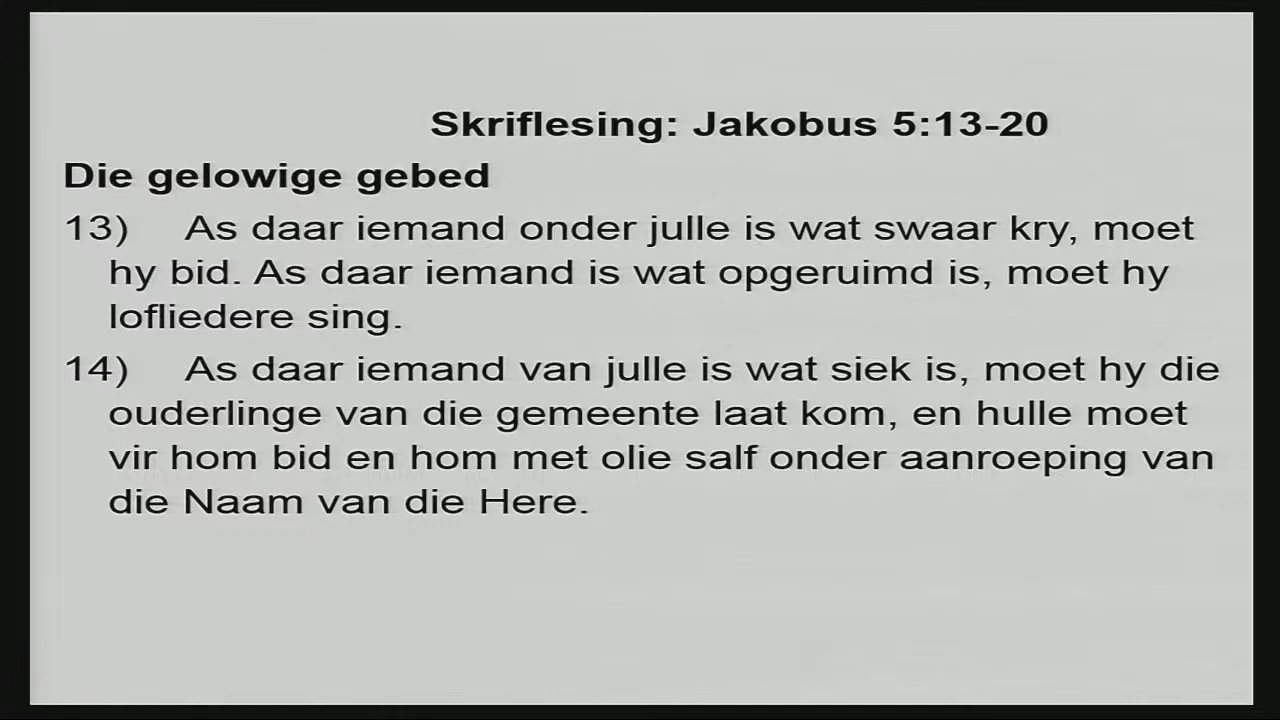 Skriflesing: Jakobus 5:13-20
Die gelowige gebed
13) As daar iemand onder julle is wat swaar kry, moet
hy bid. As daar iemand is wat opgeruimd is, moet hy
lofliedere sing.
14) As daar iemand van julle is wat siek is, moet hy die
ouderlinge van die gemeente laat kom, en hulle moet
vir hom bid en hom met olie salf onder aanroeping van
die Naam van die Here.